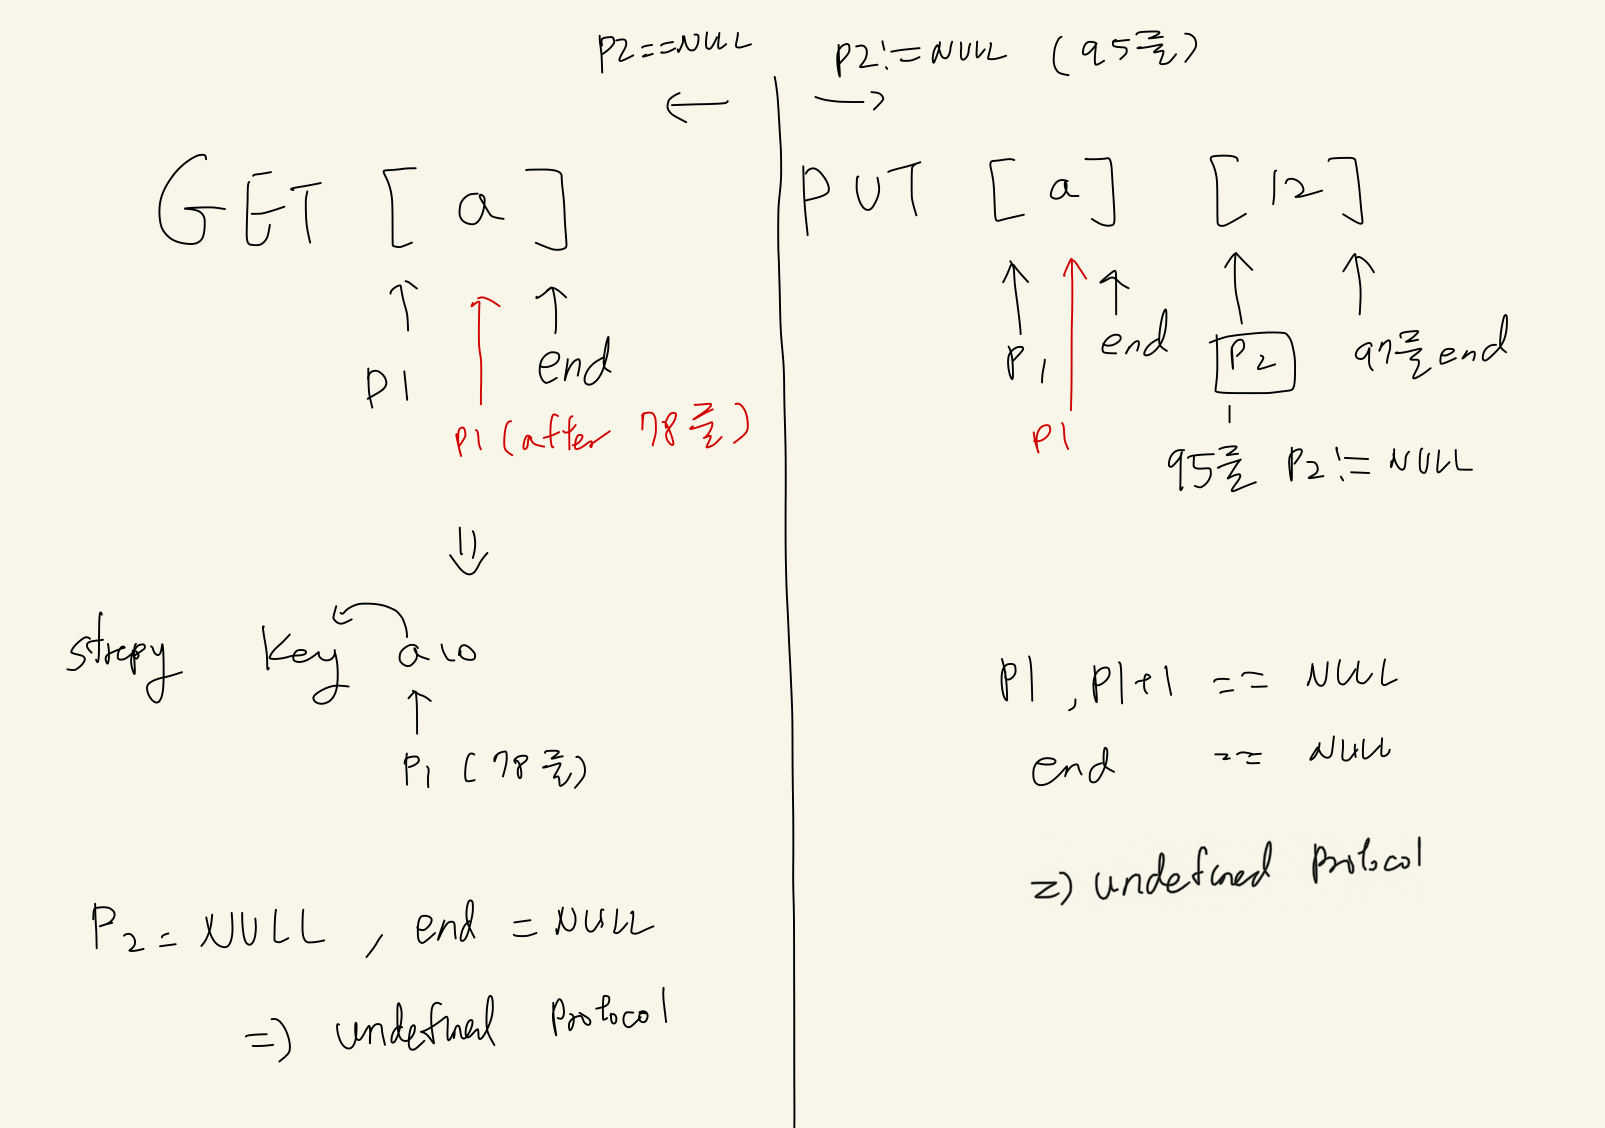 P2==NULL
P2!=NULL (95줄)
←
→
GET [a]
P1
end
P1 (after 78줄)
⇓
strcpy key a\0
P1 (78줄)
P2 = NULL , end = NULL
=> undefined protocol
PUT [a] [12]
P1
end
P2
97줄 end
P1
95줄 P2 != NULL
P1 , P1+1 == NULL
end == NULL
=> undefined protocol